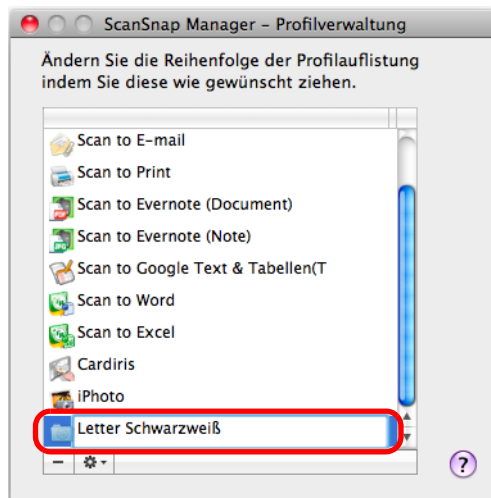 ScanSnap Manager – Profilverwaltung
Ändern Sie die Reihenfolge der Profilauflistung
indem Sie diese wie gewünscht ziehen.
Scan to E-mail
Scan to Print
Scan to Evernote (Document)
Scan to Evernote (Note)
Scan to Google Text & Tabellen(T
Scan to Word
Scan to Excel
Cardiris
iPhoto
Letter Schwarzweiß
?